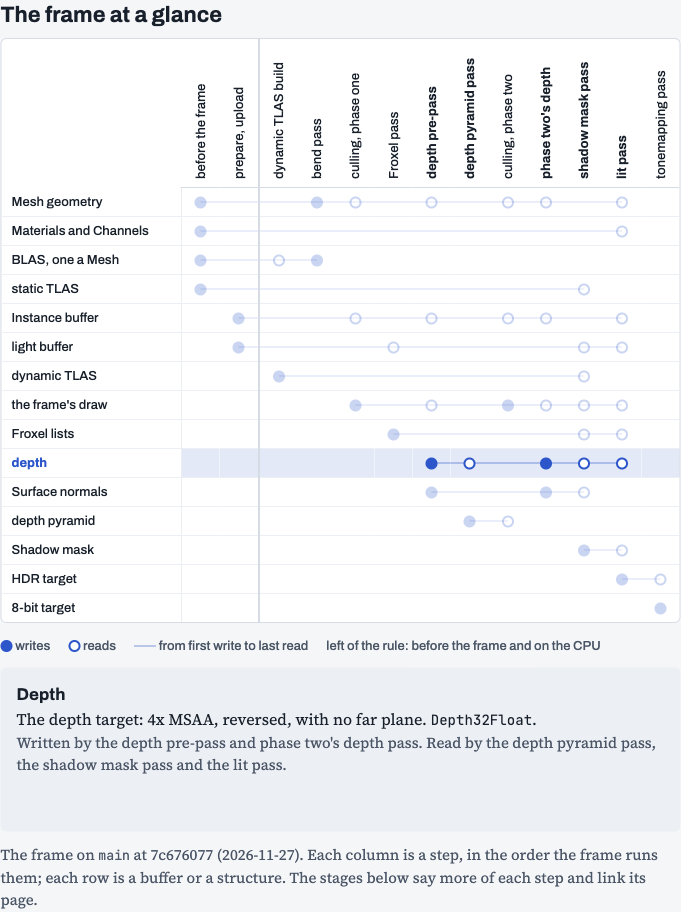 The frame at a glance
before the frame
prepare, upload
dynamic TLAS build
bend pass
culling, phase one
Froxel pass
depth pre-pass
depth pyramid pass
culling, phase two
phase two's depth
shadow mask pass
lit pass
tonemapping pass
Mesh geometry
Materials and Channels
BLAS, one a Mesh
static TLAS
Instance buffer
light buffer
dynamic TLAS
the frame's draw
Froxel lists
depth
Surface normals
depth pyramid
Shadow mask
HDR target
8-bit target
writes reads from first write to last read left of the rule: before the frame and on the CPU
Depth
The depth target: 4x MSAA, reversed, with no far plane. Depth32Float.
Written by the depth pre-pass and phase two's depth pass. Read by the depth pyramid pass,
the shadow mask pass and the lit pass.
The frame on main at 7c676077 (2026-11-27). Each column is a step, in the order the frame runs
them; each row is a buffer or a structure. The stages below say more of each step and link its
page.